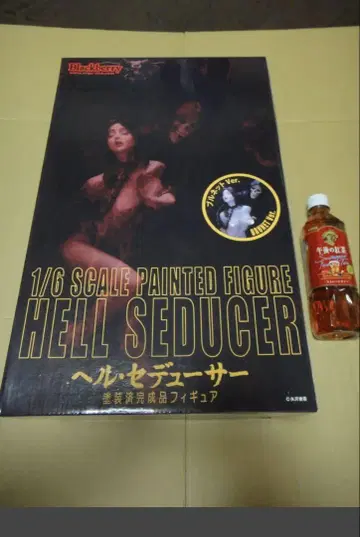 Blackberry
ブルネットVer.
BRUNET Ver.
1/6 SCALE PAINTED FIGURE
HELL SEDUCER
ヘル・セデューサー
塗装済完成品フィギュア
午後の紅茶